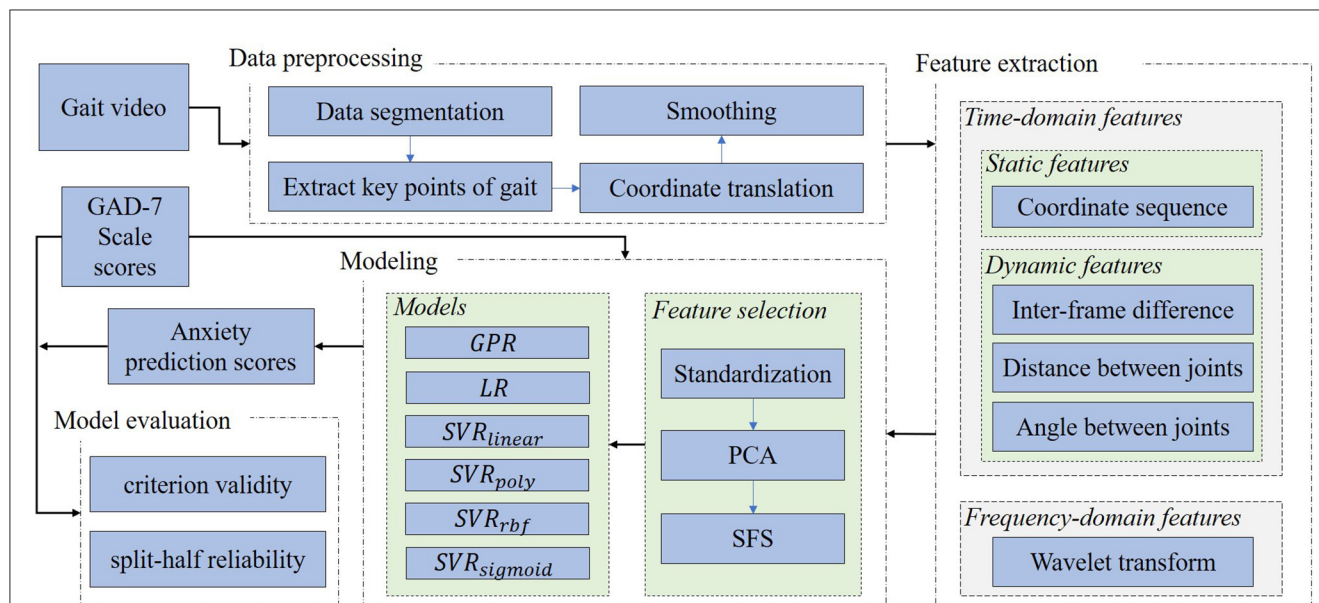 Gait video
Data preprocessing
Data segmentation
Extract key points of gait
Coordinate translation
Smoothing
Feature extraction
Time-domain features
Static features
Coordinate sequence
Dynamic features
Inter-frame difference
Distance between joints
Angle between joints
Frequency-domain features
Wavelet transform
GAD-7
Scale
scores
Modeling
Feature selection
Standardization
PCA
SFS
Models
GPR
LR
SVR_linear
SVR_poly
SVR_rbf
SVR_sigmoid
Anxiety
prediction scores
Model evaluation
criterion validity
split-half reliability